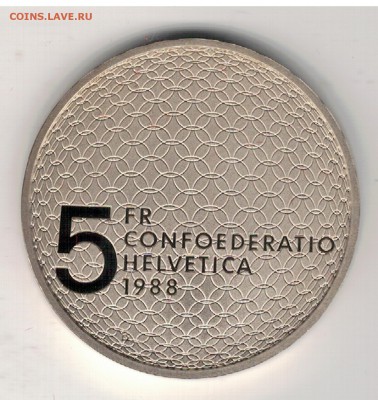 COINS.LAVE.RU
5 FR
CONFOEDERATIO
HELVETICA
1988